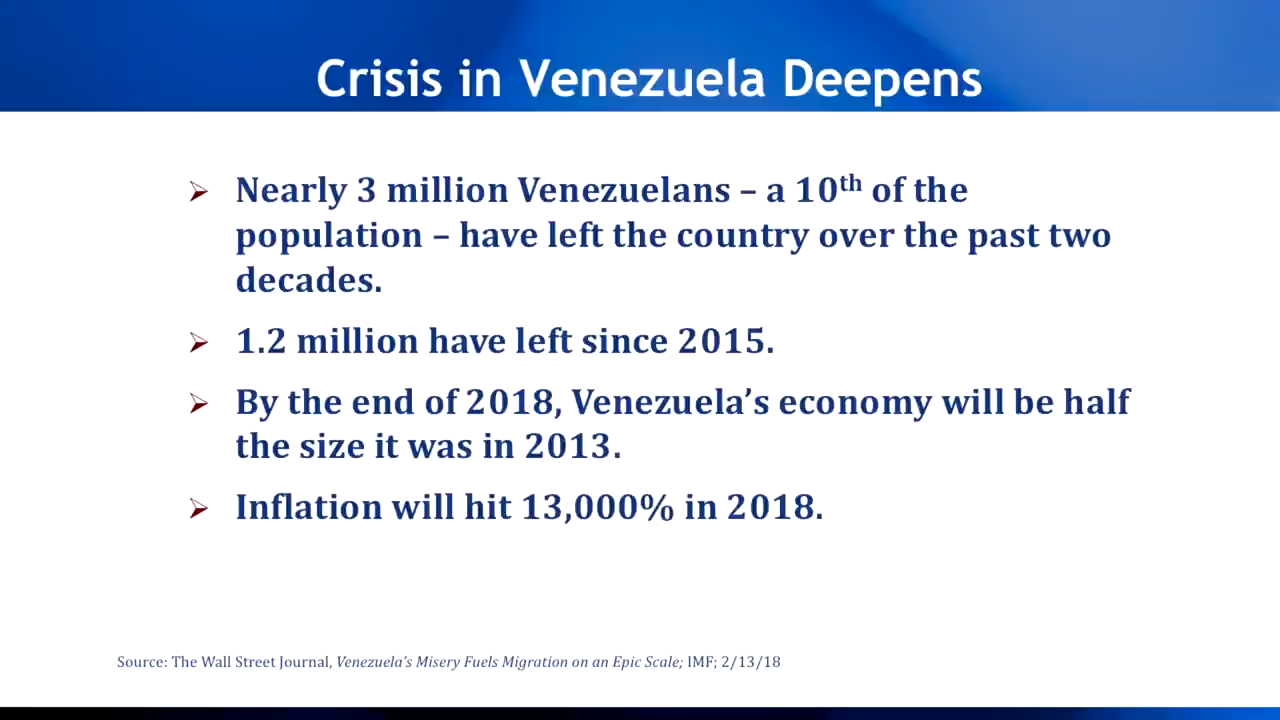 Crisis in Venezuela Deepens
➢ Nearly 3 million Venezuelans – a 10th of the
population – have left the country over the past two
decades.
➢ 1.2 million have left since 2015.
➢ By the end of 2018, Venezuela’s economy will be half
the size it was in 2013.
➢ Inflation will hit 13,000% in 2018.
Source: The Wall Street Journal, Venezuela’s Misery Fuels Migration on an Epic Scale; IMF; 2/13/18